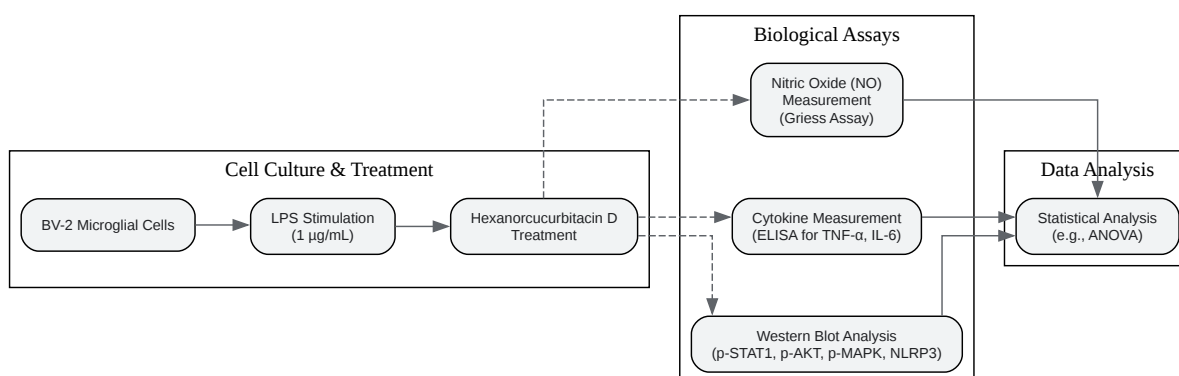 Biological Assays
Nitric Oxide (NO)
Measurement
(Griess Assay)
Cell Culture & Treatment
Data Analysis
BV-2 Microglial Cells
LPS Stimulation
(1 µg/mL)
Hexanorcucurbitacin D
Treatment
Cytokine Measurement
(ELISA for TNF-α, IL-6)
Statistical Analysis
(e.g., ANOVA)
Western Blot Analysis
(p-STAT1, p-AKT, p-MAPK, NLRP3)